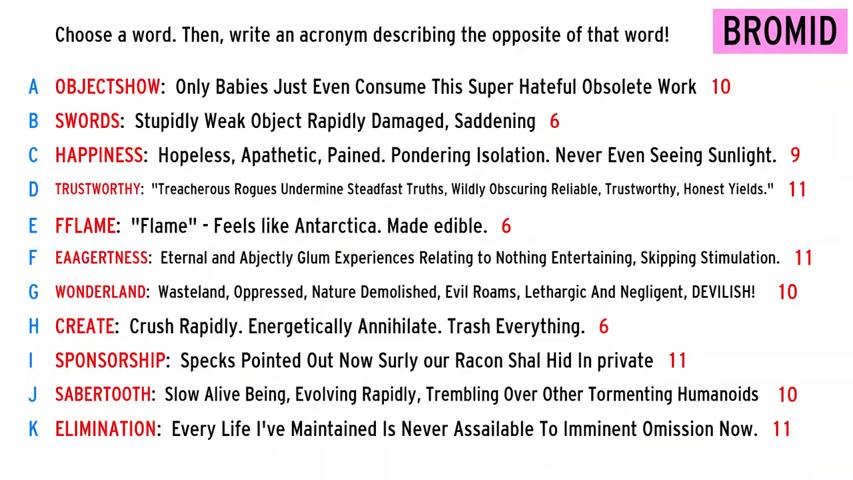 Choose a word. Then, write an acronym describing the opposite of that word!
BROMID
A OBJECTSHOW: Only Babies Just Even Consume This Super Hateful Obsolete Work 10
B SWORDS: Stupidly Weak Object Rapidly Damaged, Saddening 6
C HAPPINESS: Hopeless, Apathetic, Pained. Pondering Isolation. Never Even Seeing Sunlight. 9
D TRUSTWORTHY: "Treacherous Rogues Undermine Steadfast Truths, Wildly Obscuring Reliable, Trustworthy, Honest Yields." 11
E FFLAME: "Flame" - Feels like Antarctica. Made edible. 6
F EAAGERTNESS: Eternal and Abjectly Glum Experiences Relating to Nothing Entertaining, Skipping Stimulation. 11
G WONDERLAND: Wasteland, Oppressed, Nature Demolished, Evil Roams, Lethargic And Negligent, DEVILISH! 10
H CREATE: Crush Rapidly. Energetically Annihilate. Trash Everything. 6
I SPONSORSHIP: Specks Pointed Out Now Surly our Racon Shal Hid In private 11
J SABERTOOTH: Slow Alive Being, Evolving Rapidly, Trembling Over Other Tormenting Humanoids 10
K ELIMINATION: Every Life I've Maintained Is Never Assailable To Imminent Omission Now. 11